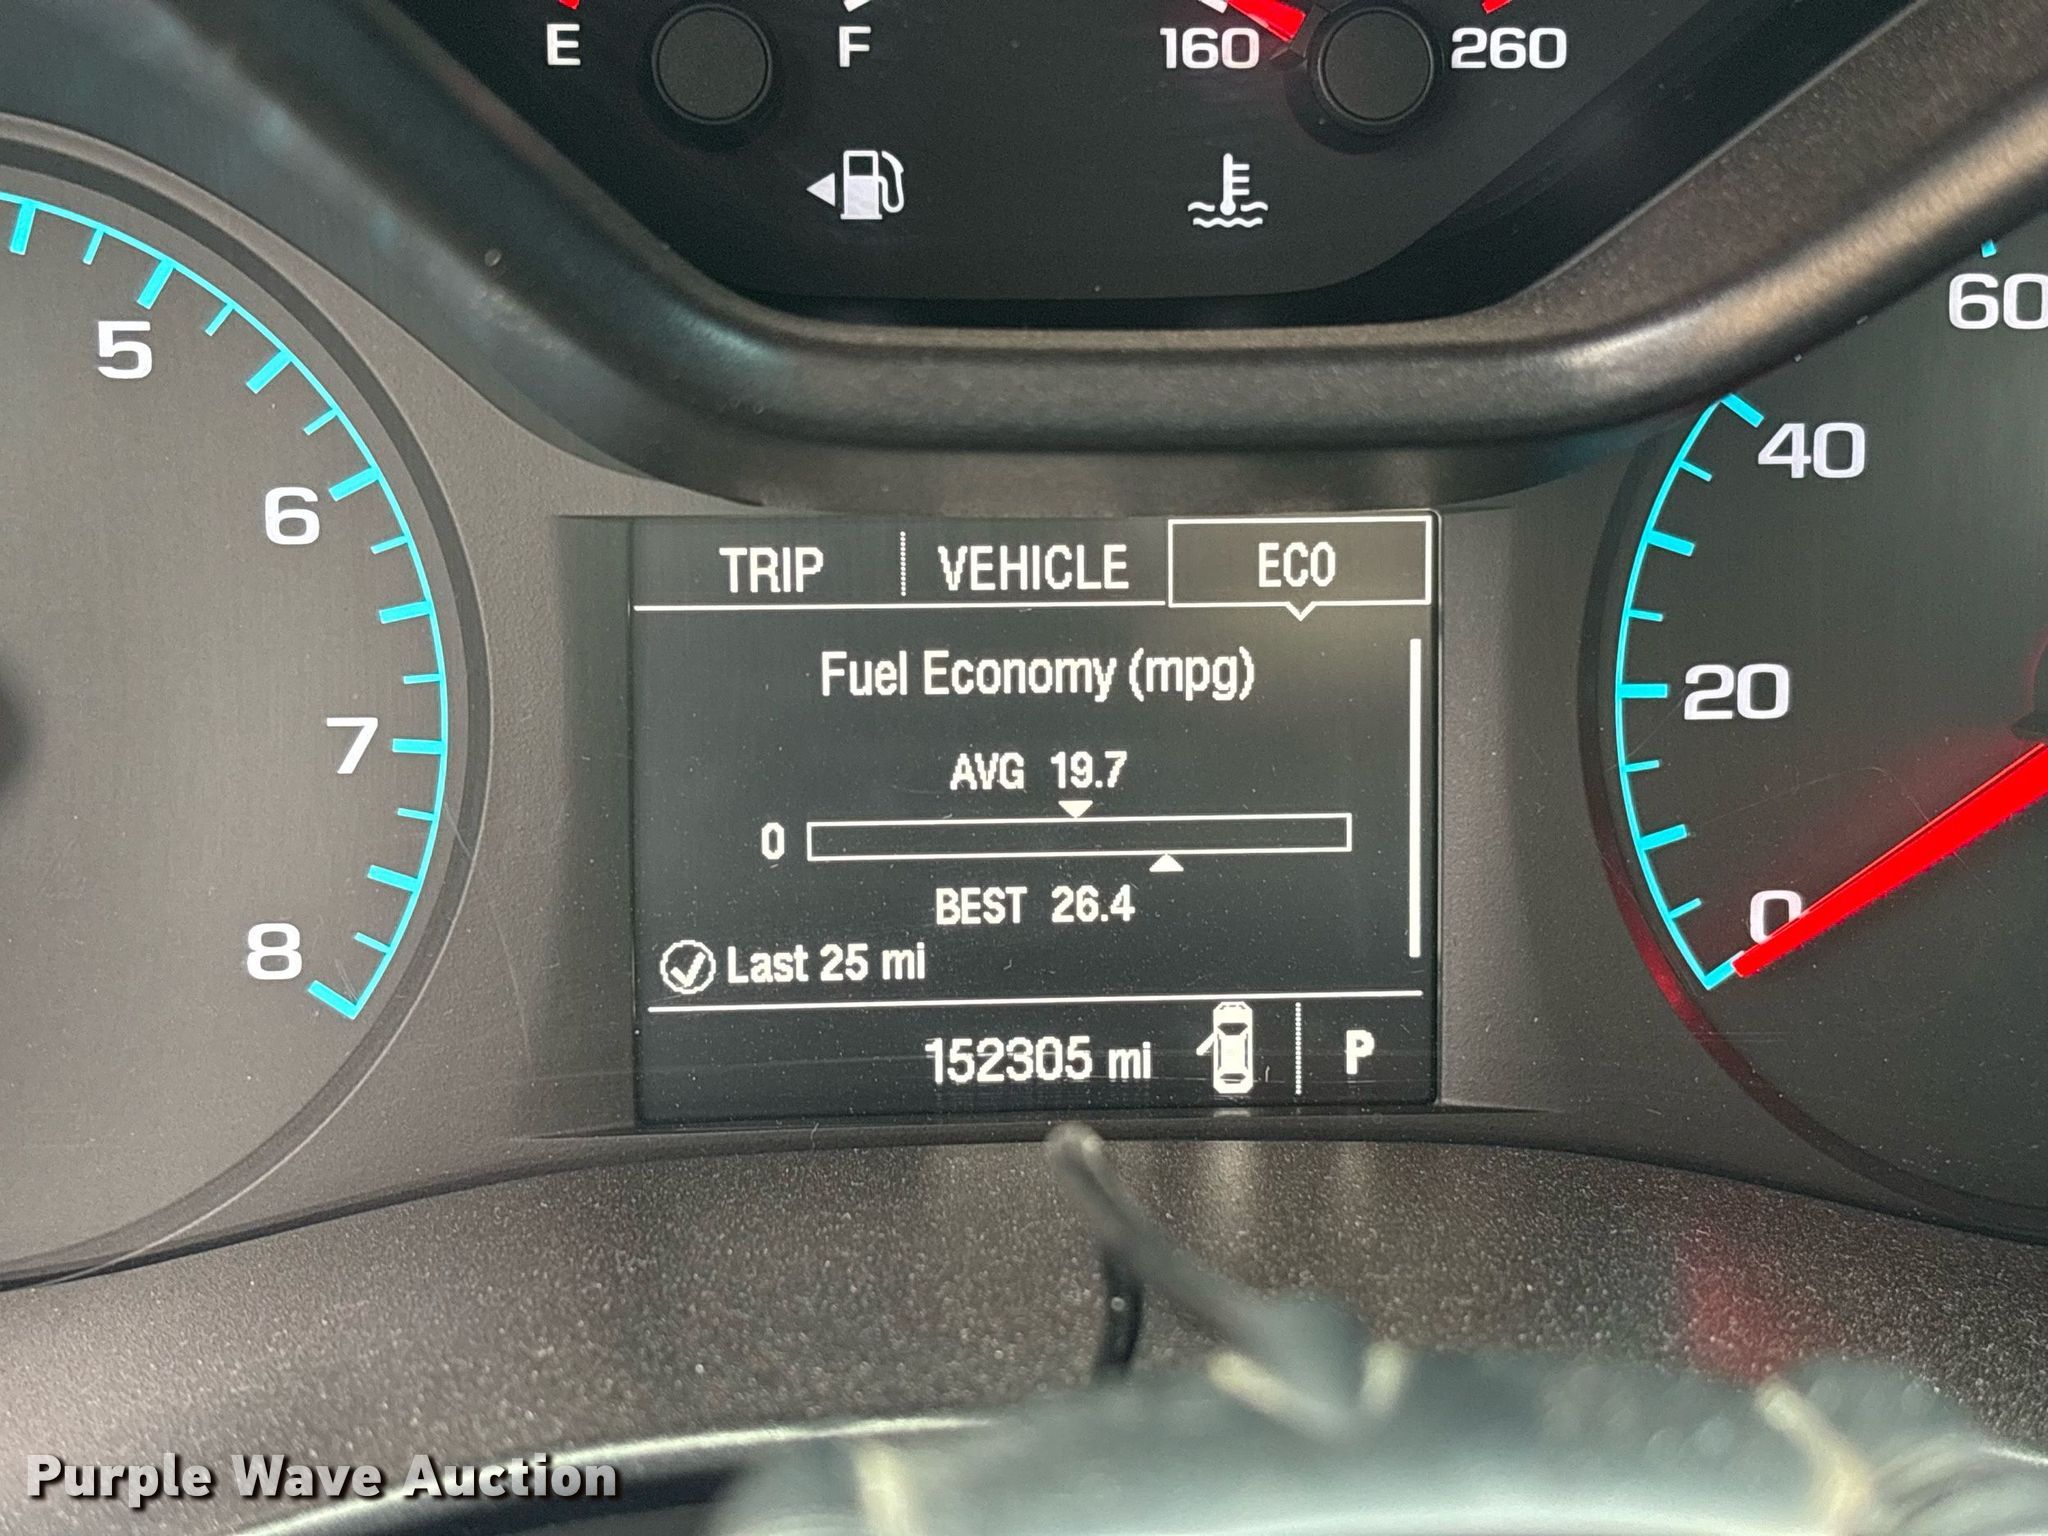 E F 160 260
5
6
7
8
60
40
20
0
TRIP VEHICLE ECO
Fuel Economy (mpg)
AVG 19.7
0
BEST 26.4
Last 25 mi
152305 mi P
Purple Wave Auction